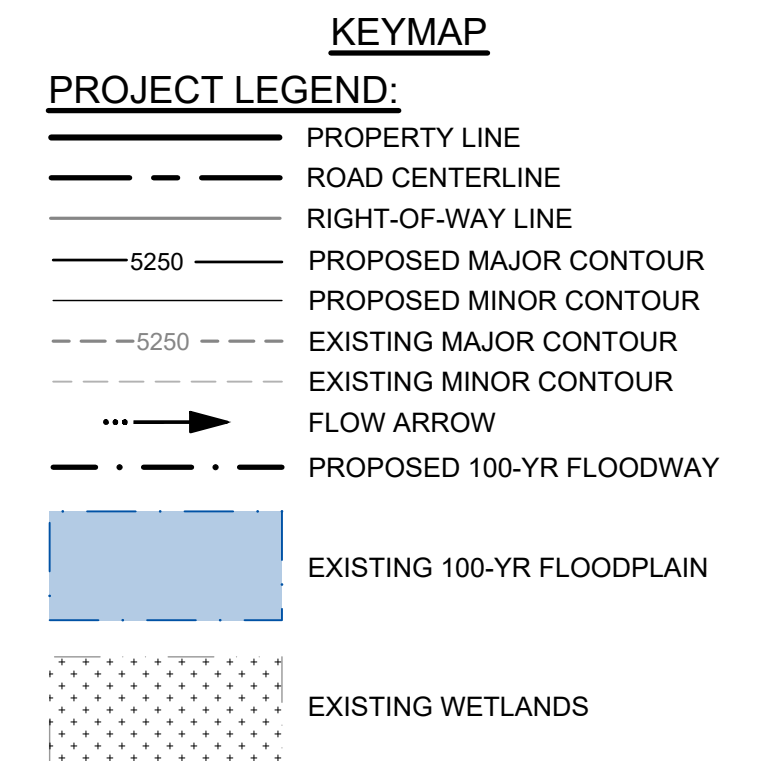 KEYMAP
PROJECT LEGEND:
PROPERTY LINE
ROAD CENTERLINE
RIGHT-OF-WAY LINE
5250 PROPOSED MAJOR CONTOUR
PROPOSED MINOR CONTOUR
5250 EXISTING MAJOR CONTOUR
EXISTING MINOR CONTOUR
FLOW ARROW
PROPOSED 100-YR FLOODWAY
EXISTING 100-YR FLOODPLAIN
EXISTING WETLANDS